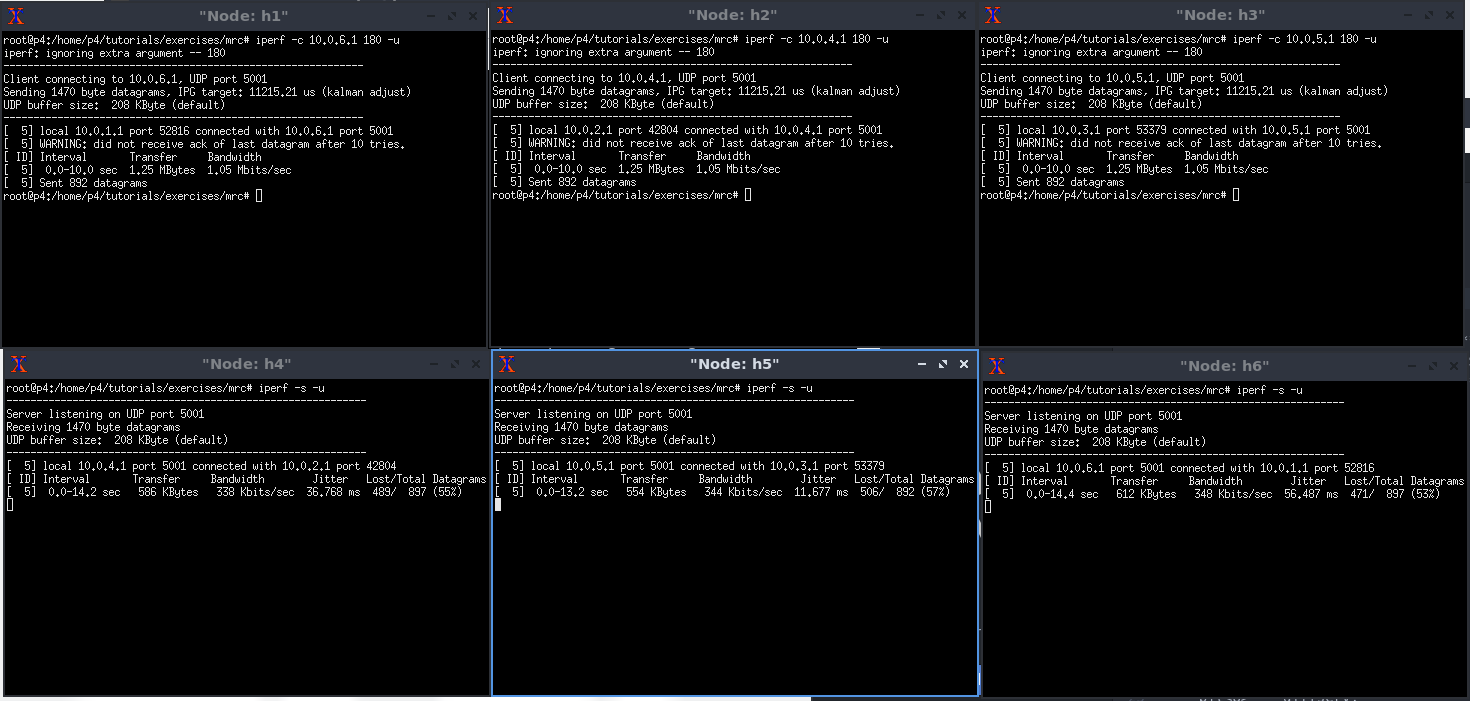 "Node: h1"
root@p4:/home/p4/tutorials/exercises/mrc# iperf -c 10.0.6.1 180 -u
iperf: ignoring extra argument -- 180
------------------------------------------------------------
Client connecting to 10.0.6.1, UDP port 5001
Sending 1470 byte datagrams, IPG target: 11215.21 us (kalman adjust)
UDP buffer size:  208 KByte (default)
------------------------------------------------------------
[  5] local 10.0.1.1 port 52816 connected with 10.0.6.1 port 5001
[  5] WARNING: did not receive ack of last datagram after 10 tries.
[ ID] Interval       Transfer     Bandwidth
[  5]  0.0-10.0 sec  1.25 MBytes  1.05 Mbits/sec
[  5] Sent 892 datagrams
root@p4:/home/p4/tutorials/exercises/mrc#
"Node: h2"
root@p4:/home/p4/tutorials/exercises/mrc# iperf -c 10.0.4.1 180 -u
iperf: ignoring extra argument -- 180
------------------------------------------------------------
Client connecting to 10.0.4.1, UDP port 5001
Sending 1470 byte datagrams, IPG target: 11215.21 us (kalman adjust)
UDP buffer size:  208 KByte (default)
------------------------------------------------------------
[  5] local 10.0.2.1 port 42804 connected with 10.0.4.1 port 5001
[  5] WARNING: did not receive ack of last datagram after 10 tries.
[ ID] Interval       Transfer     Bandwidth
[  5]  0.0-10.0 sec  1.25 MBytes  1.05 Mbits/sec
[  5] Sent 892 datagrams
root@p4:/home/p4/tutorials/exercises/mrc#
"Node: h3"
root@p4:/home/p4/tutorials/exercises/mrc# iperf -c 10.0.5.1 180 -u
iperf: ignoring extra argument -- 180
------------------------------------------------------------
Client connecting to 10.0.5.1, UDP port 5001
Sending 1470 byte datagrams, IPG target: 11215.21 us (kalman adjust)
UDP buffer size:  208 KByte (default)
------------------------------------------------------------
[  5] local 10.0.3.1 port 53379 connected with 10.0.5.1 port 5001
[  5] WARNING: did not receive ack of last datagram after 10 tries.
[ ID] Interval       Transfer     Bandwidth
[  5]  0.0-10.0 sec  1.25 MBytes  1.05 Mbits/sec
[  5] Sent 892 datagrams
root@p4:/home/p4/tutorials/exercises/mrc#
"Node: h4"
root@p4:/home/p4/tutorials/exercises/mrc# iperf -s -u
------------------------------------------------------------
Server listening on UDP port 5001
Receiving 1470 byte datagrams
UDP buffer size:  208 KByte (default)
------------------------------------------------------------
[  5] local 10.0.4.1 port 5001 connected with 10.0.2.1 port 42804
[ ID] Interval       Transfer     Bandwidth        Jitter   Lost/Total Datagrams
[  5]  0.0-14.2 sec   586 KBytes   338 Kbits/sec  36.768 ms  489/  897 (55%)
"Node: h5"
root@p4:/home/p4/tutorials/exercises/mrc# iperf -s -u
------------------------------------------------------------
Server listening on UDP port 5001
Receiving 1470 byte datagrams
UDP buffer size:  208 KByte (default)
------------------------------------------------------------
[  5] local 10.0.5.1 port 5001 connected with 10.0.3.1 port 53379
[ ID] Interval       Transfer     Bandwidth        Jitter   Lost/Total Datagrams
[  5]  0.0-13.2 sec   554 KBytes   344 Kbits/sec  11.677 ms  506/  892 (57%)
"Node: h6"
root@p4:/home/p4/tutorials/exercises/mrc# iperf -s -u
------------------------------------------------------------
Server listening on UDP port 5001
Receiving 1470 byte datagrams
UDP buffer size:  208 KByte (default)
------------------------------------------------------------
[  5] local 10.0.6.1 port 5001 connected with 10.0.1.1 port 52816
[ ID] Interval       Transfer     Bandwidth        Jitter   Lost/Total Datagrams
[  5]  0.0-14.4 sec   612 KBytes   348 Kbits/sec  56.487 ms  471/  897 (53%)